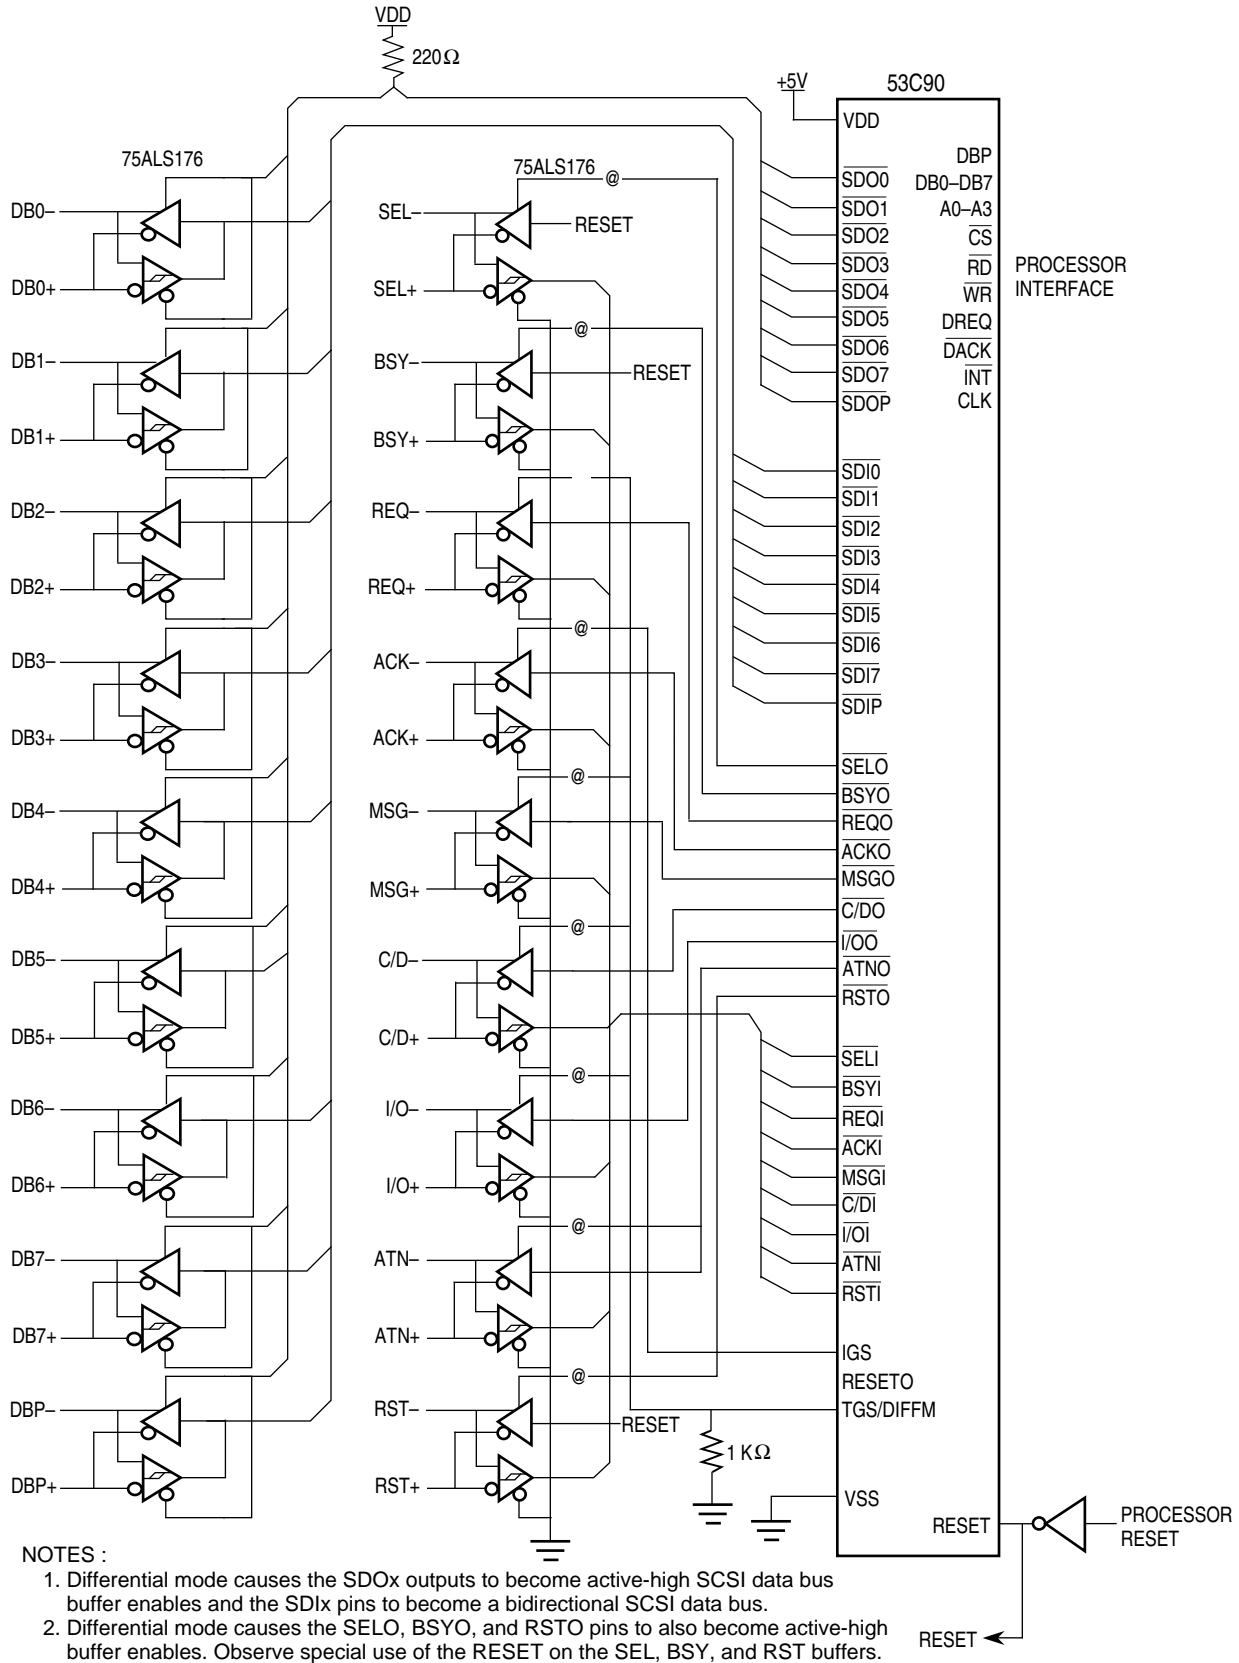 VDD
220Ω
+5V
53C90
VDD
75ALS176
75ALS176
@
DBP
SDO0
DB0–DB7
SDO1
A0–A3
SDO2
CS
SDO3
RD
SDO4
WR
SDO5
DREQ
SDO6
DACK
SDO7
INT
SDOP
CLK
PROCESSOR
INTERFACE
DB0–
DB0+
DB1–
DB1+
DB2–
DB2+
DB3–
DB3+
DB4–
DB4+
DB5–
DB5+
DB6–
DB6+
DB7–
DB7+
DBP–
DBP+
SEL–
RESET
SEL+
@
BSY–
RESET
BSY+
REQ–
REQ+
@
ACK–
ACK+
@
MSG–
MSG+
@
C/D–
C/D+
@
I/O–
I/O+
@
ATN–
ATN+
@
RST–
RESET
RST+
SDI0
SDI1
SDI2
SDI3
SDI4
SDI5
SDI6
SDI7
SDIP
SELO
BSYO
REQO
ACKO
MSGO
C/DO
I/OO
ATNO
RSTO
SELI
BSYI
REQI
ACKI
MSGI
C/DI
I/OI
ATNI
RSTI
IGS
RESETO
TGS/DIFFM
1 KΩ
VSS
RESET
PROCESSOR
RESET
RESET
NOTES :
1. Differential mode causes the SDOx outputs to become active-high SCSI data bus
buffer enables and the SDIx pins to become a bidirectional SCSI data bus.
2. Differential mode causes the SELO, BSYO, and RSTO pins to also become active-high
buffer enables. Observe special use of the RESET on the SEL, BSY, and RST buffers.